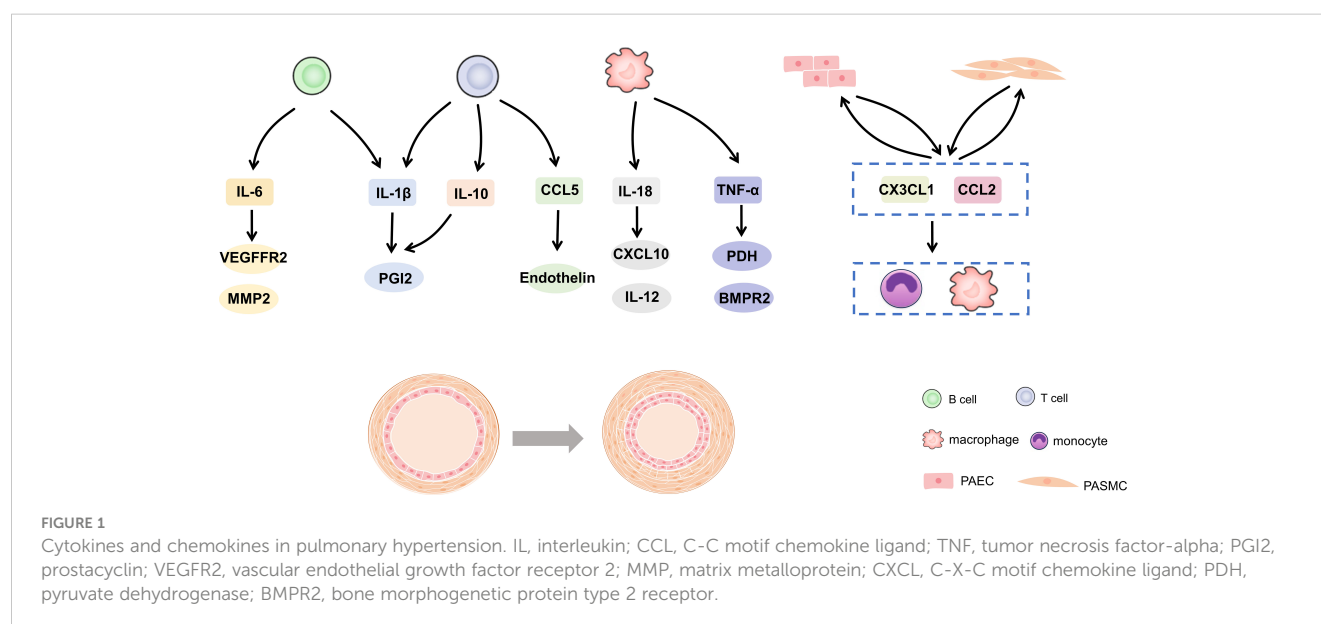 IL-6
IL-1β
IL-10
CCL5
IL-18
TNF-α
CX3CL1
CCL2
VEGFFR2
PGI2
Endothelin
CXCL10
PDH
MMP2
IL-12
BMPR2
B cell
T cell
macrophage
monocyte
PAEC
PASMC
FIGURE 1
Cytokines and chemokines in pulmonary hypertension. IL, interleukin; CCL, C-C motif chemokine ligand; TNF, tumor necrosis factor-alpha; PGI2,
prostacyclin; VEGFR2, vascular endothelial growth factor receptor 2; MMP, matrix metalloprotein; CXCL, C-X-C motif chemokine ligand; PDH,
pyruvate dehydrogenase; BMPR2, bone morphogenetic protein type 2 receptor.